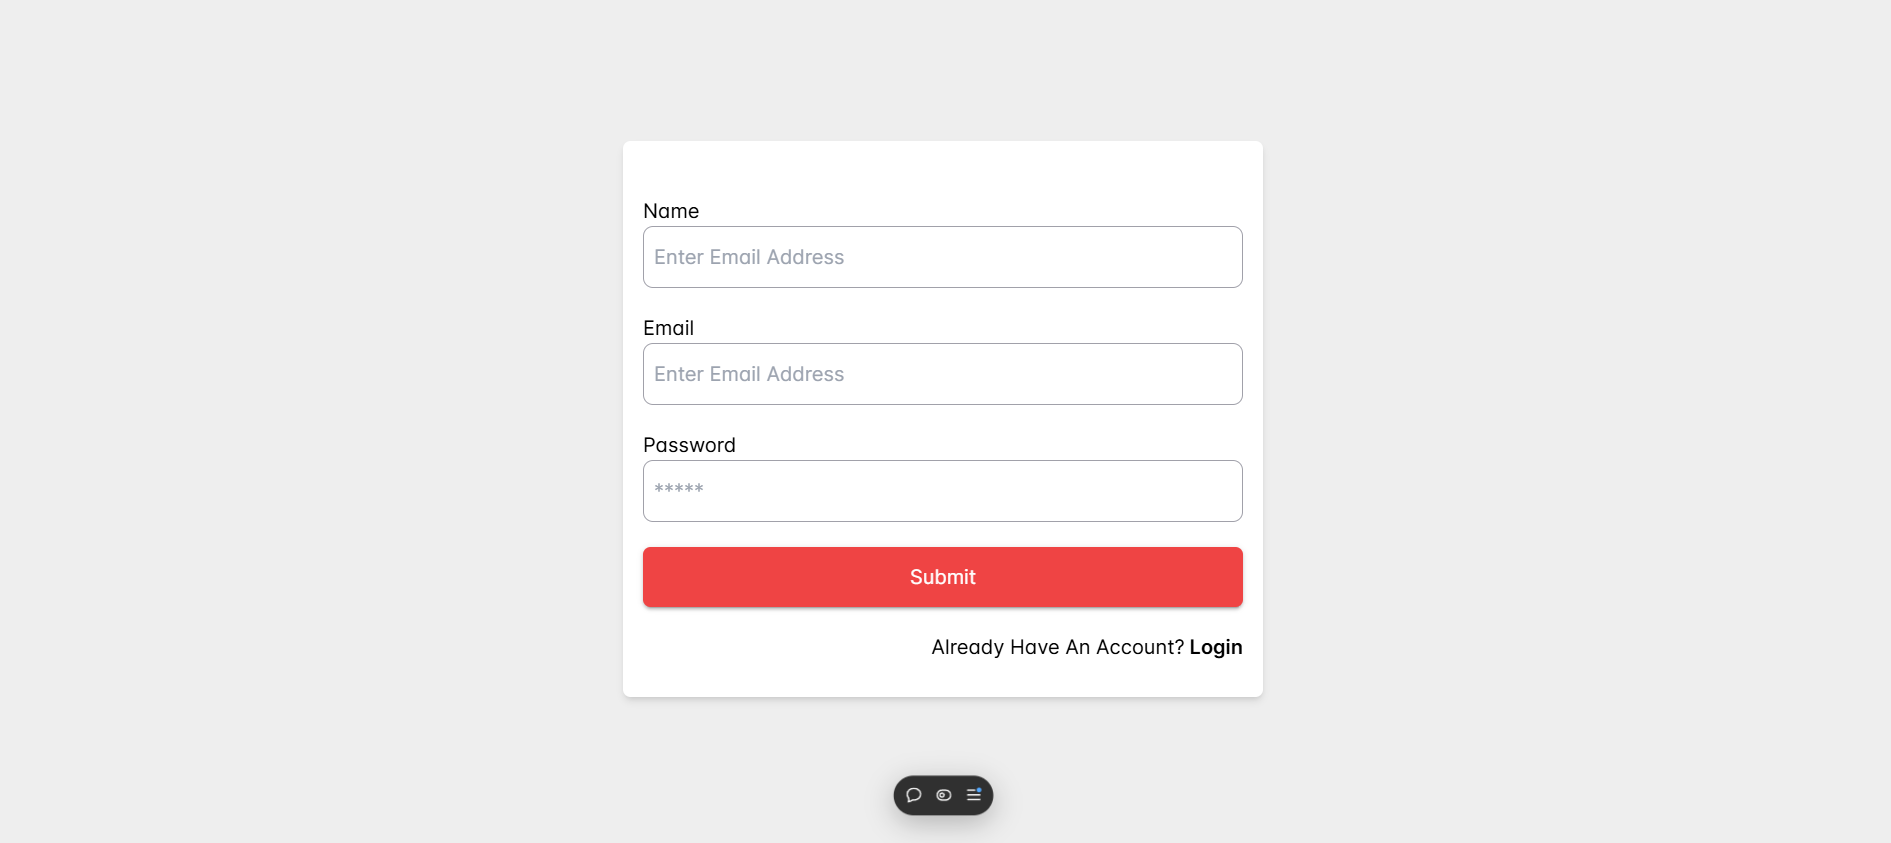 Name
Enter Email Address
Email
Enter Email Address
Password
*****
Submit
Already Have An Account? Login